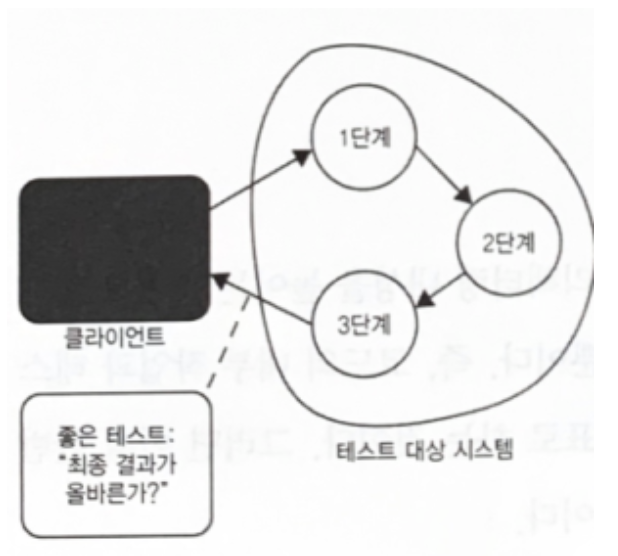 1단계
2단계
3단계
클라이언트
테스트 대상 시스템
좋은 테스트:
"최종 결과가
올바른가?"